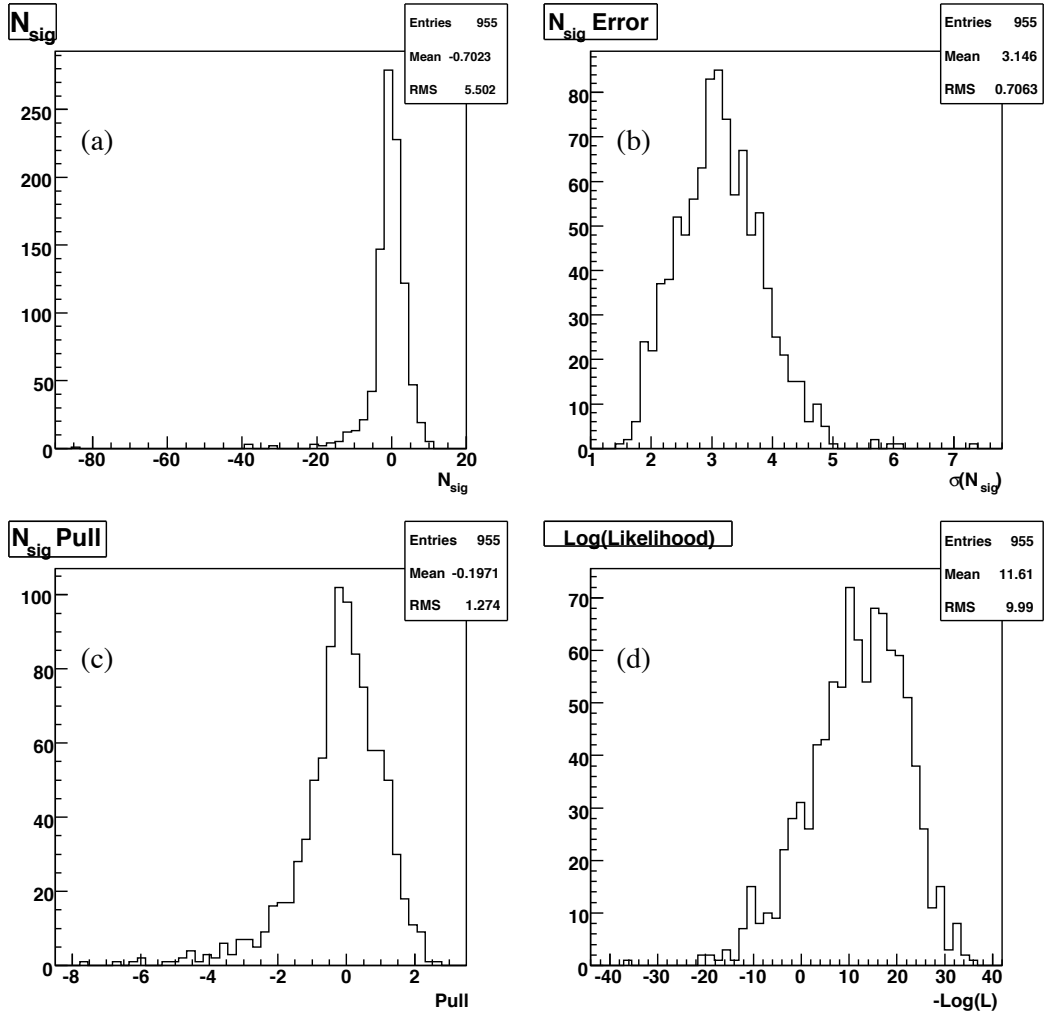 N_sig
Entries 955
Mean -0.7023
RMS 5.502
(a)
250
200
150
100
50
0
-80 -60 -40 -20 0 20
N_sig
N_sig Error
Entries 955
Mean 3.146
RMS 0.7063
(b)
80
70
60
50
40
30
20
10
0
1 2 3 4 5 6 7
σ(N_sig)
N_sig Pull
Entries 955
Mean -0.1971
RMS 1.274
(c)
100
80
60
40
20
0
-8 -6 -4 -2 0 2
Pull
Log(Likelihood)
Entries 955
Mean 11.61
RMS 9.99
(d)
70
60
50
40
30
20
10
0
-40 -30 -20 -10 0 10 20 30 40
-Log(L)